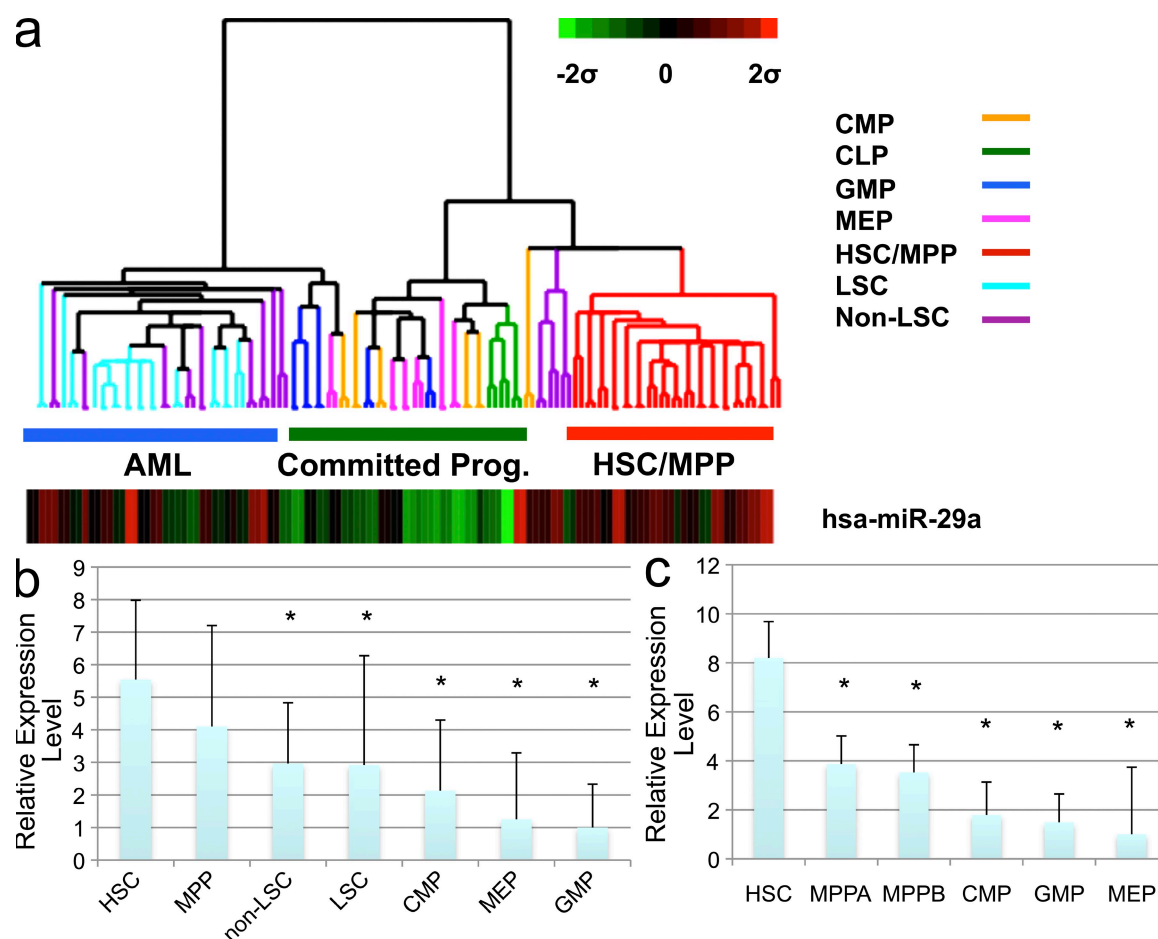 a
-2σ 0 2σ
CMP
CLP
GMP
MEP
HSC/MPP
LSC
Non-LSC
AML Committed Prog. HSC/MPP
hsa-miR-29a
b
Relative Expression
Level
9
8
7
6
5
4
3
2
1
0
* * * * *
HSC MPP non-LSC LSC CMP MEP GMP
c
Relative Expression
Level
12
10
8
6
4
2
0
* * * * *
HSC MPPA MPPB CMP GMP MEP